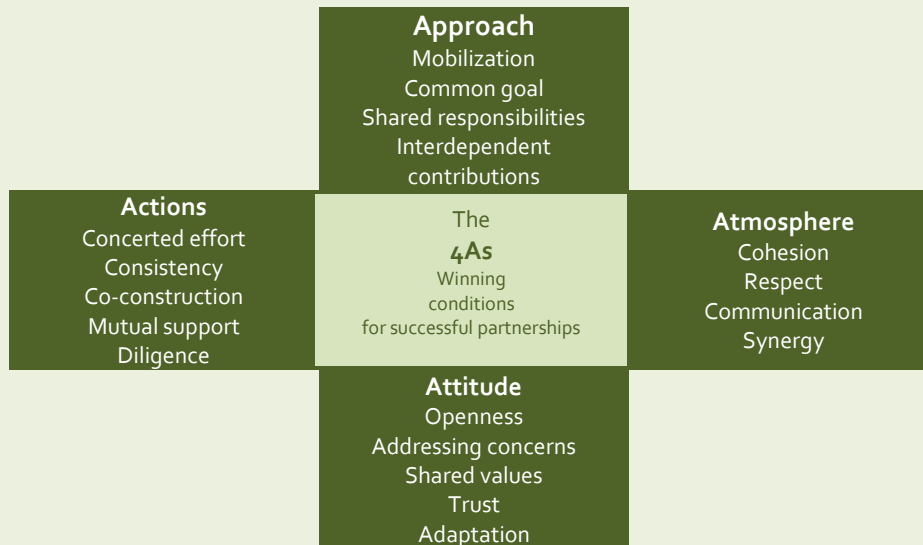 Approach
Mobilization
Common goal
Shared responsibilities
Interdependent
contributions
Actions
Concerted effort
Consistency
Co-construction
Mutual support
Diligence
The
4As
Winning
conditions
for successful partnerships
Atmosphere
Cohesion
Respect
Communication
Synergy
Attitude
Openness
Addressing concerns
Shared values
Trust
Adaptation